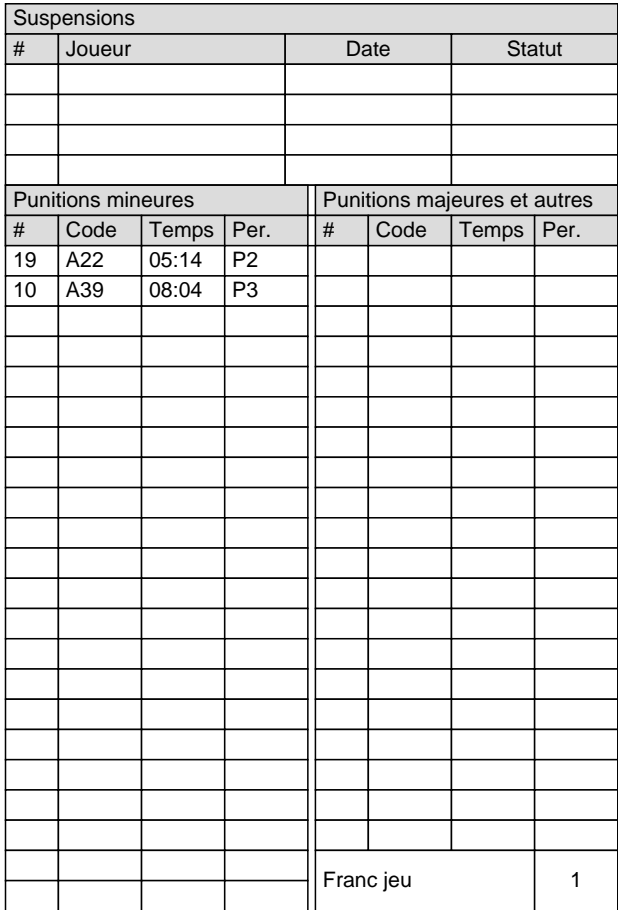 Suspensions
# Joueur Date Statut
Punitions mineures Punitions majeures et autres
# Code Temps Per. # Code Temps Per.
19 A22 05:14 P2
10 A39 08:04 P3
Franc jeu 1